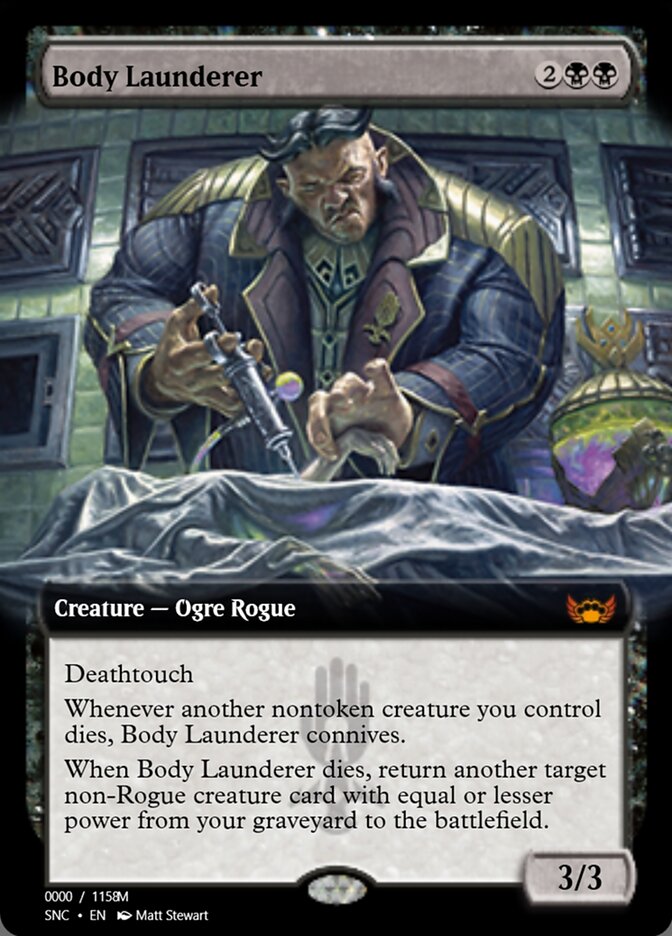 Body Launderer 2
Creature — Ogre Rogue
Deathtouch
Whenever another nontoken creature you control
dies, Body Launderer connives.
When Body Launderer dies, return another target
non-Rogue creature card with equal or lesser
power from your graveyard to the battlefield.
3/3
0000 / 1158M
SNC • EN Matt Stewart